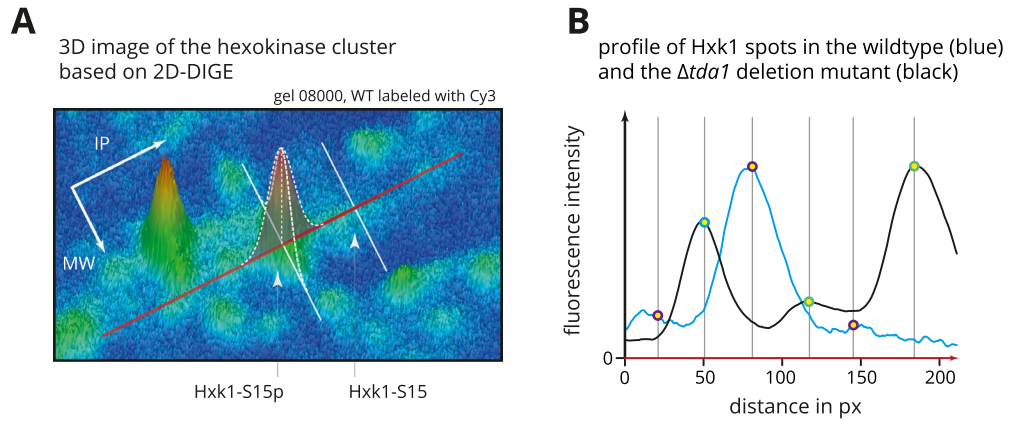 A
3D image of the hexokinase cluster
based on 2D-DIGE
gel 08000, WT labeled with Cy3
IP
MW
Hxk1-S15p
Hxk1-S15
B
profile of Hxk1 spots in the wildtype (blue)
and the Δtda1 deletion mutant (black)
fluorescence intensity
0
0
50
100
150
200
distance in px